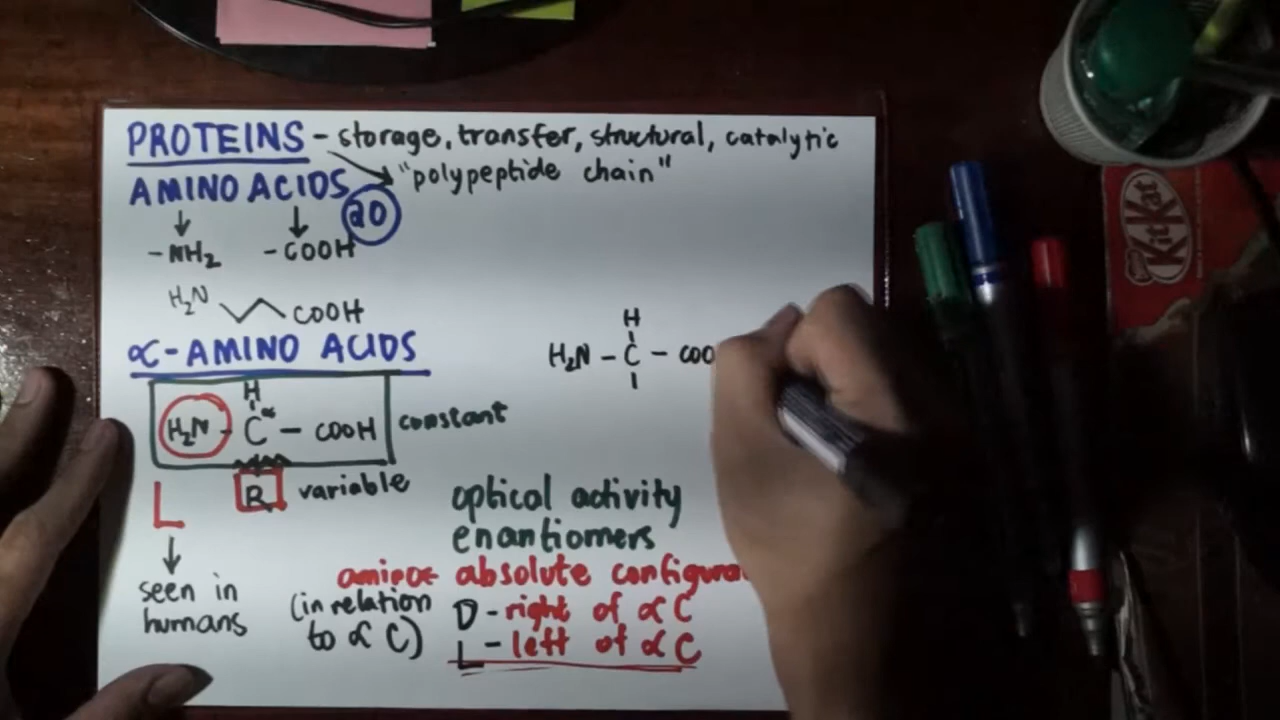 PROTEINS - storage, transfer, structural, catalytic
"polypeptide chain"
AMINO ACIDS
20
-NH2 -COOH
H2N COOH
∝-AMINO ACIDS
H
H2N - C∝ - COOH constant
R variable
L
seen in
humans
H
H2N - C - COO
optical activity
enantiomers
absolute configura
(in relation
to ∝ C)
D - right of ∝ C
L - left of ∝ C
KitKat